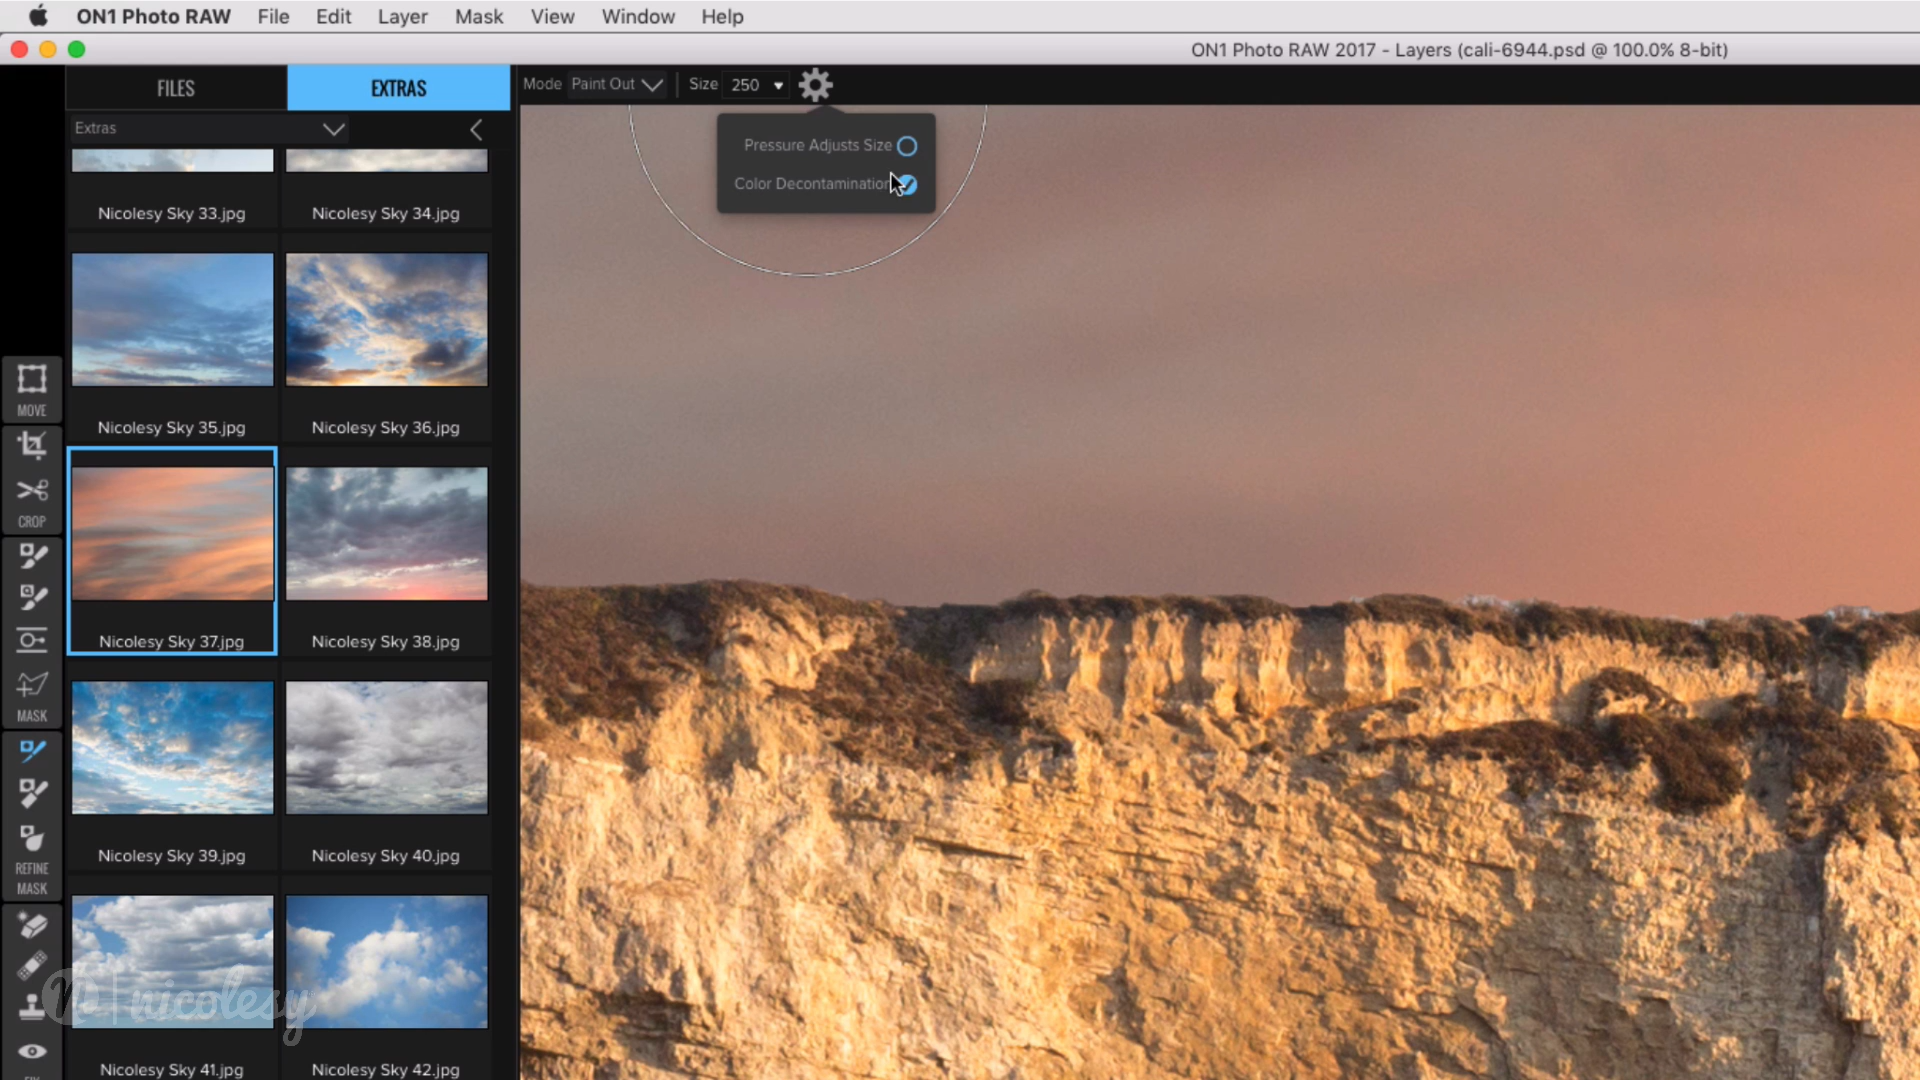 ON1 Photo RAW File Edit Layer Mask View Window Help
ON1 Photo RAW 2017 - Layers (cali-6944.psd @ 100.0% 8-bit)
FILES EXTRAS
Mode Paint Out Size 250
Extras
Pressure Adjusts Size
Color Decontamination
Nicolesy Sky 33.jpg Nicolesy Sky 34.jpg
Nicolesy Sky 35.jpg Nicolesy Sky 36.jpg
Nicolesy Sky 37.jpg Nicolesy Sky 38.jpg
Nicolesy Sky 39.jpg Nicolesy Sky 40.jpg
Nicolesy Sky 41.jpg Nicolesy Sky 42.jpg
MOVE
CROP
MASK
REFINE
MASK
n | nicolesy